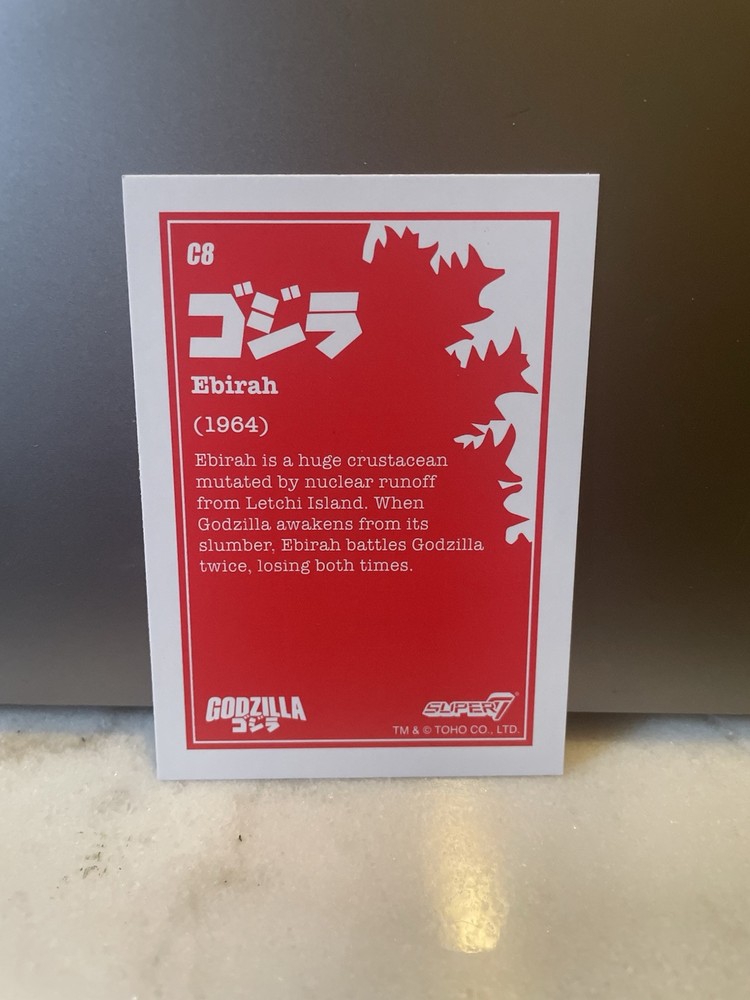 C8
ゴジラ
Ebirah
(1964)
Ebirah is a huge crustacean
mutated by nuclear runoff
from Letchi Island. When
Godzilla awakens from its
slumber, Ebirah battles Godzilla
twice, losing both times.
GODZILLA
ゴジラ
SUPER7®
TM & © TOHO CO., LTD.